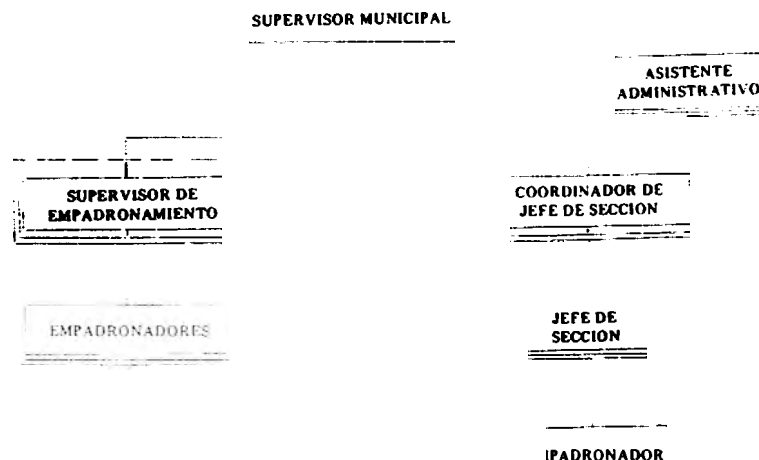 SUPERVISOR MUNICIPAL
ASISTENTE
ADMINISTRATIVO
SUPERVISOR DE
EMPADRONAMIENTO
COORDINADOR DE
JEFE DE SECCION
EMPADRONADORES
JEFE DE
SECCION
IPADRONADOR